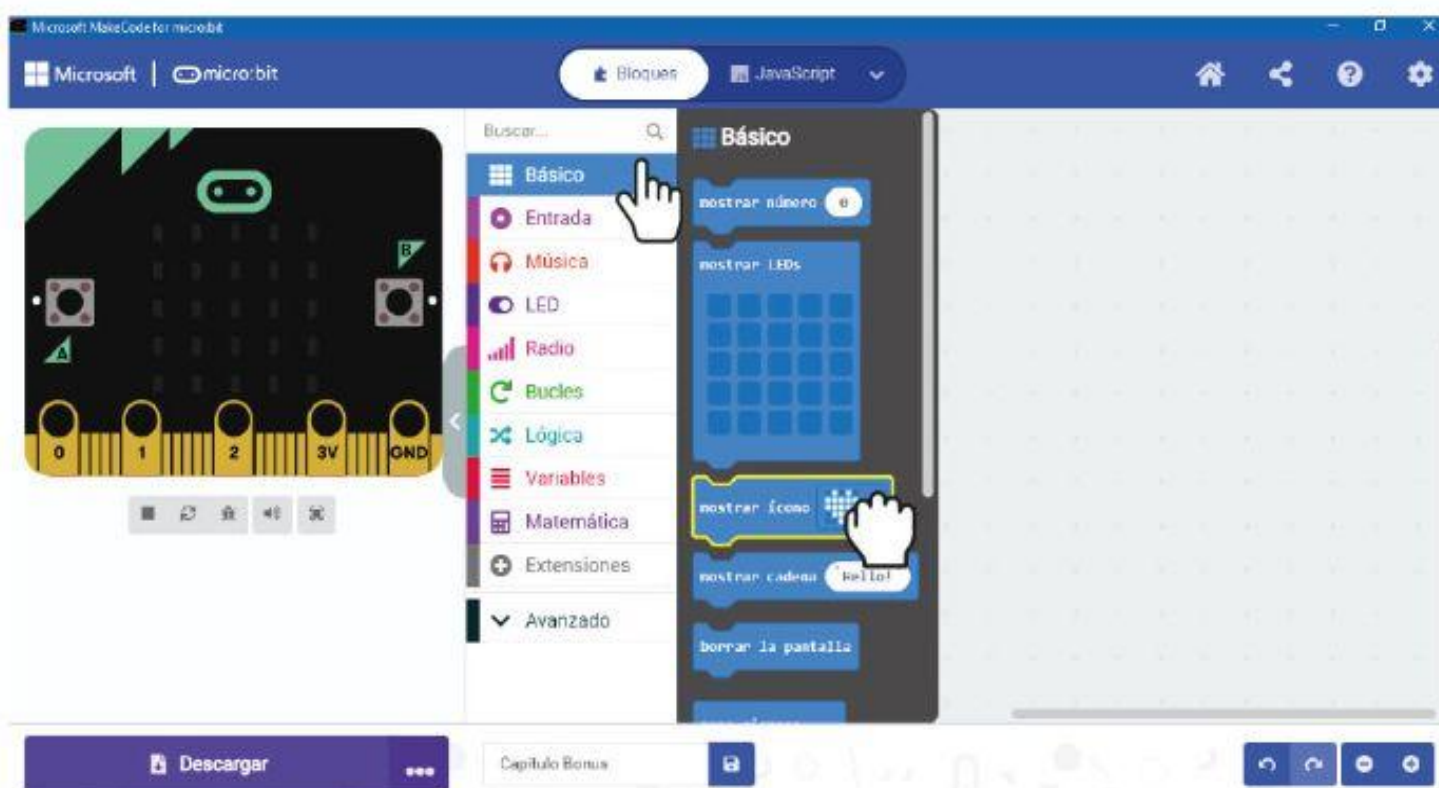 Microsoft MakeCode for micro:bit
Microsoft | micro:bit
Bloques
JavaScript
Buscar...
Básico
Entrada
Música
LED
Radio
Bucles
Lógica
Variables
Matemática
Extensiones
Avanzado
Básico
mostrar número 0
mostrar LEDs
mostrar ícono
mostrar cadena "Hello!"
borrar la pantalla
B
A
0 1 2 3V GND
Descargar
Capitulo Bonus